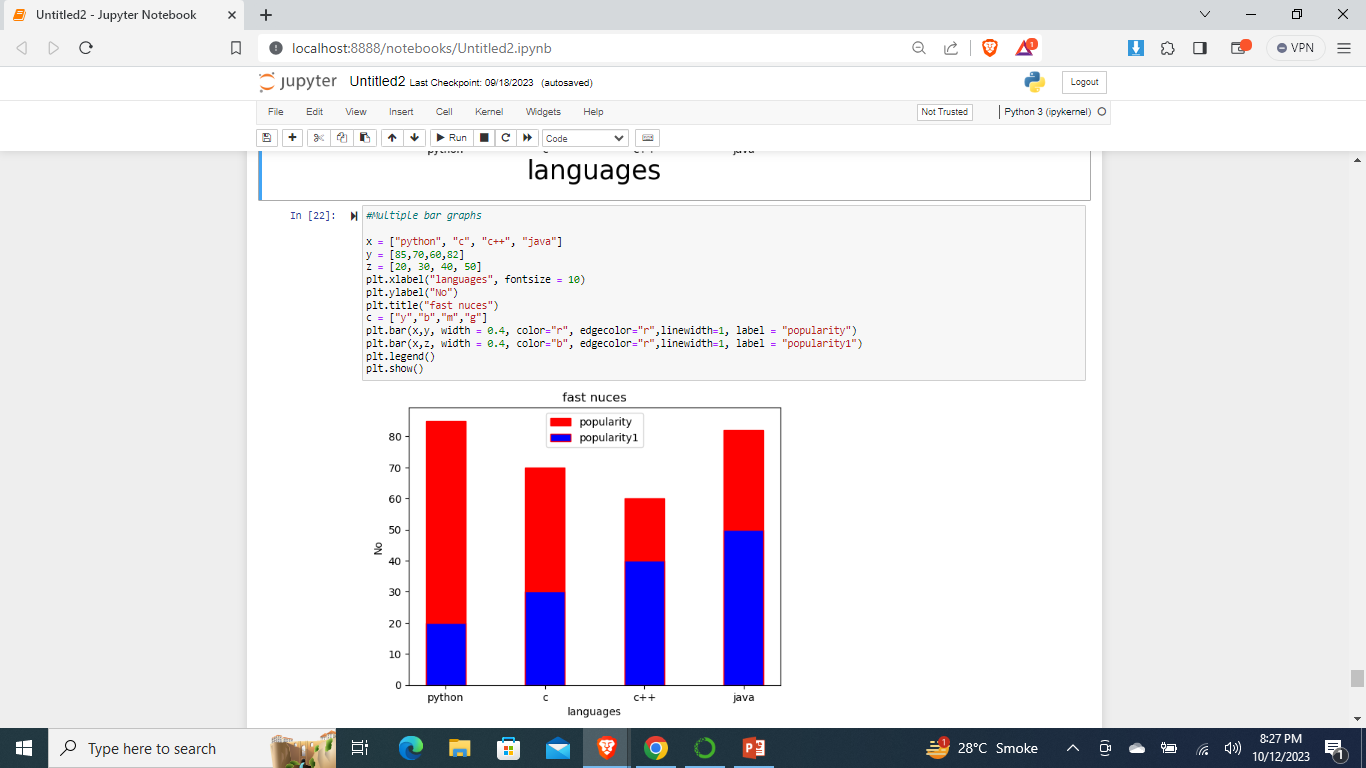 Untitled2 - Jupyter Notebook
localhost:8888/notebooks/Untitled2.ipynb
1
VPN
jupyter Untitled2 Last Checkpoint: 09/18/2023 (autosaved)
Logout
File Edit View Insert Cell Kernel Widgets Help
Not Trusted
Python 3 (ipykernel)
Run
Code
python c c++ java
languages
In [22]:
#Multiple bar graphs
x = ["python", "c", "c++", "java"]
y = [85,70,60,82]
z = [20, 30, 40, 50]
plt.xlabel("languages", fontsize = 10)
plt.ylabel("No")
plt.title("fast nuces")
c = ["y","b","m","g"]
plt.bar(x,y, width = 0.4, color="r", edgecolor="r",linewidth=1, label = "popularity")
plt.bar(x,z, width = 0.4, color="b", edgecolor="r",linewidth=1, label = "popularity1")
plt.legend()
plt.show()
fast nuces
popularity
popularity1
80
70
60
50
No
40
30
20
10
0
python c c++ java
languages
Type here to search
1
28°C Smoke
8:27 PM
10/12/2023
1